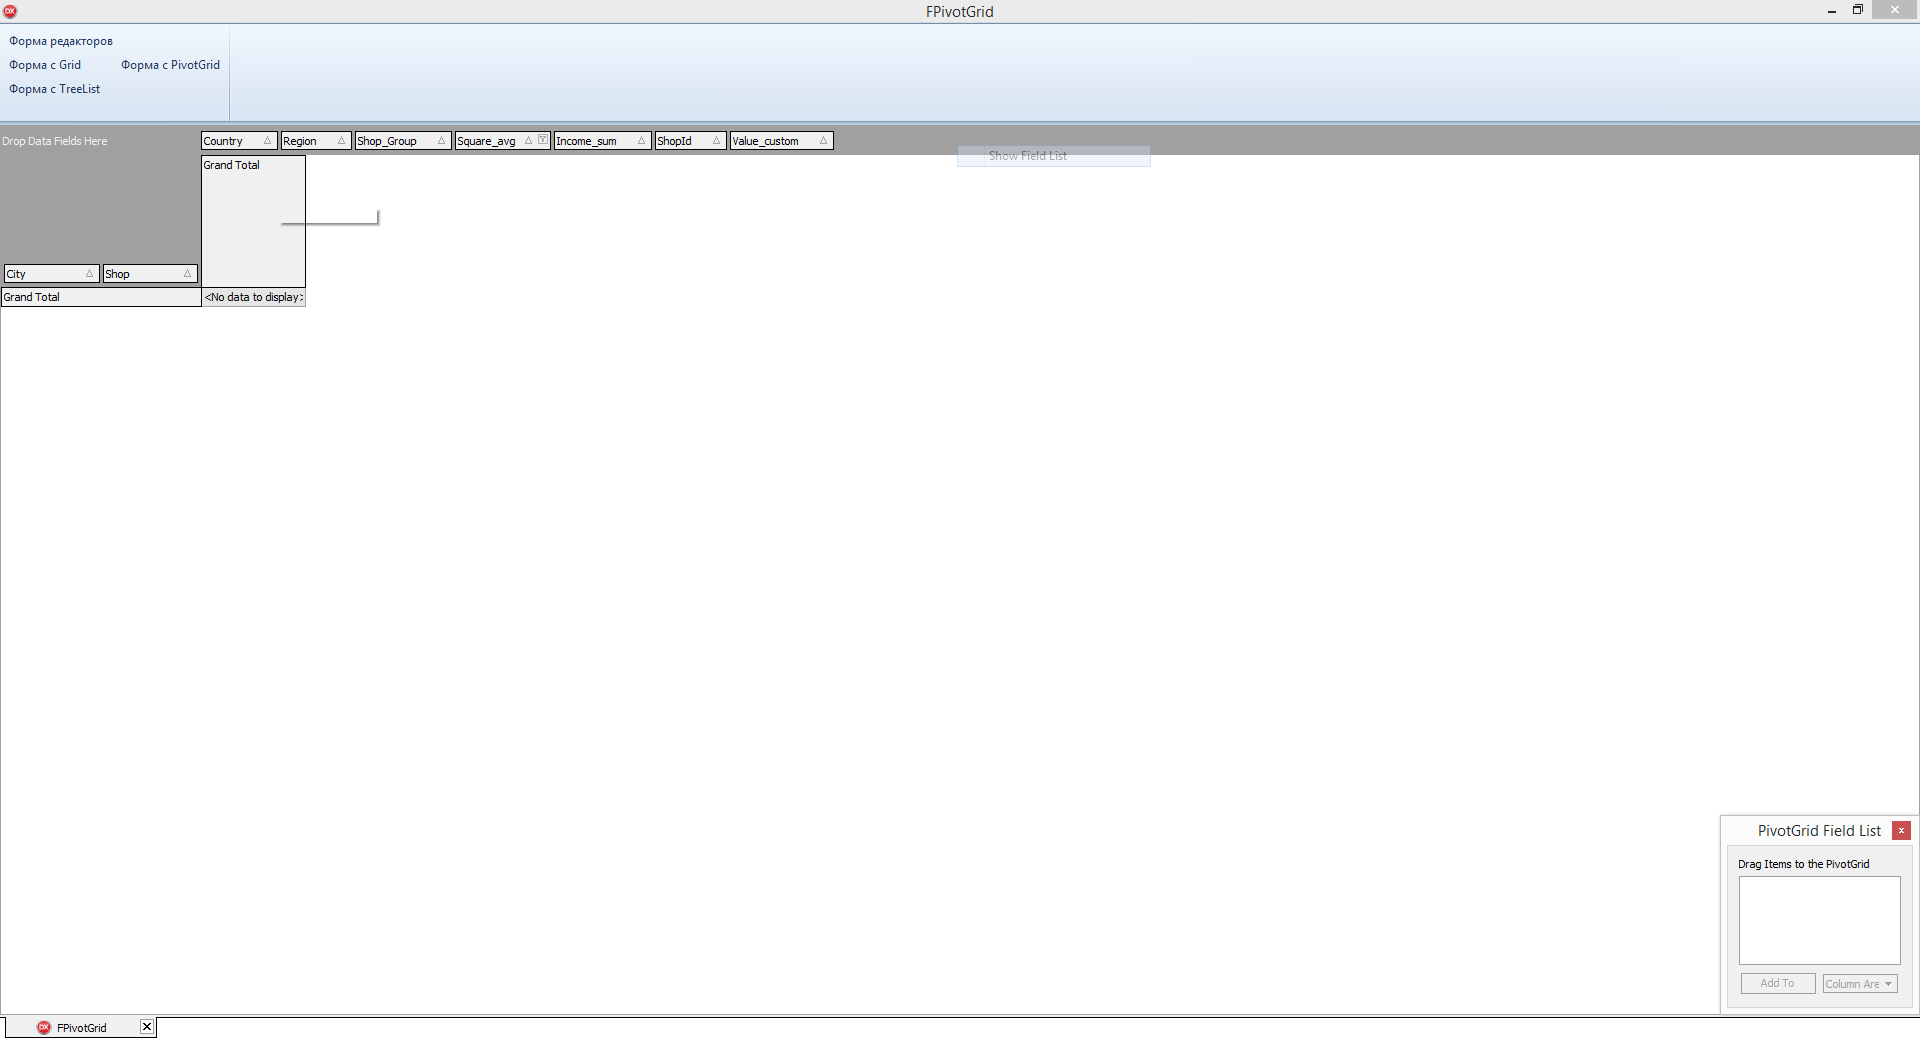 FPivotGrid
Форма редакторов
Форма с Grid
Форма с PivotGrid
Форма с TreeList
Drop Data Fields Here
Country
Region
Shop_Group
Square_avg
Income_sum
ShopId
Value_custom
Show Field List
Grand Total
City
Shop
Grand Total
<No data to display>
PivotGrid Field List
Drag Items to the PivotGrid
Add To
Column Are
FPivotGrid